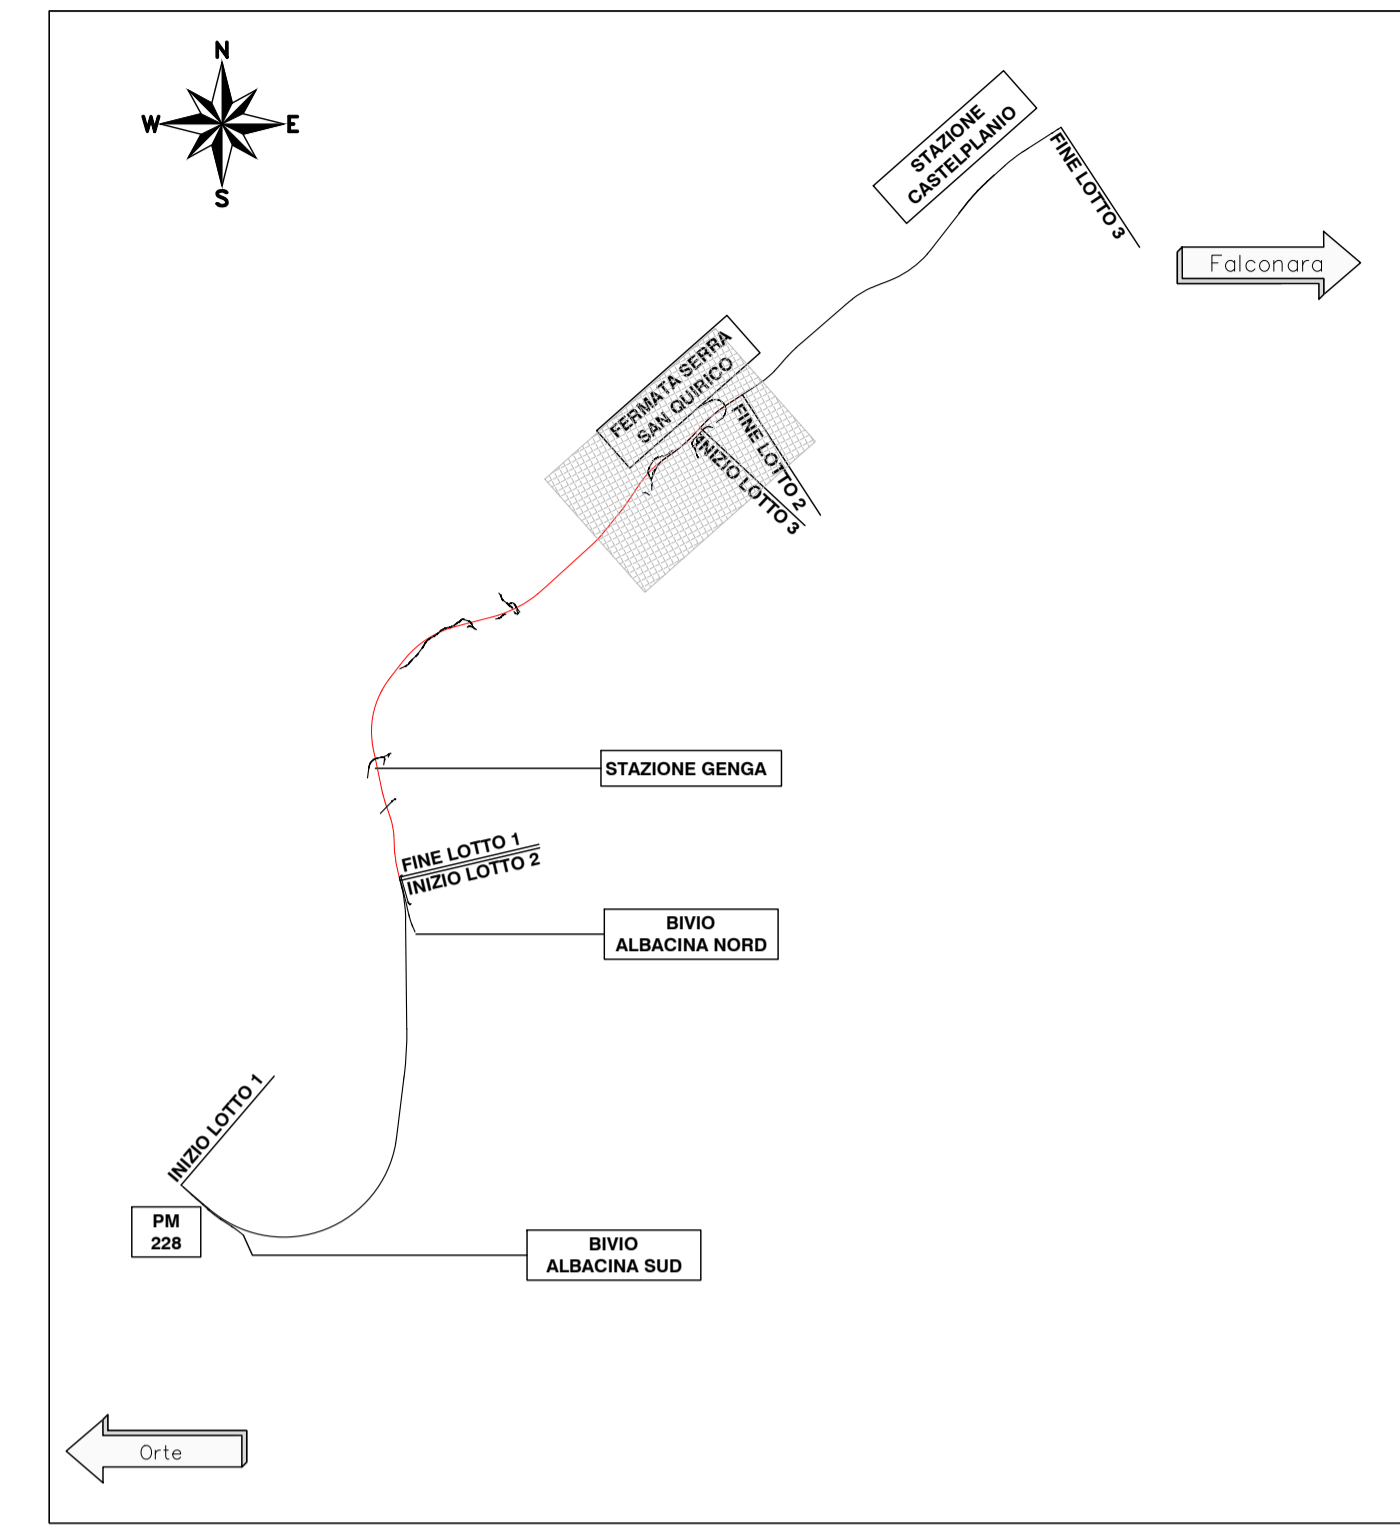 N
W
E
S
STAZIONE
CASTELPLANIO
FINE LOTTO 3
Falconara
FERMATA SERRA
SAN QUIRICO
FINE LOTTO 2
INIZIO LOTTO 3
STAZIONE GENGA
FINE LOTTO 1
INIZIO LOTTO 2
BIVIO
ALBACINA NORD
INIZIO LOTTO 1
PM
228
BIVIO
ALBACINA SUD
Orte